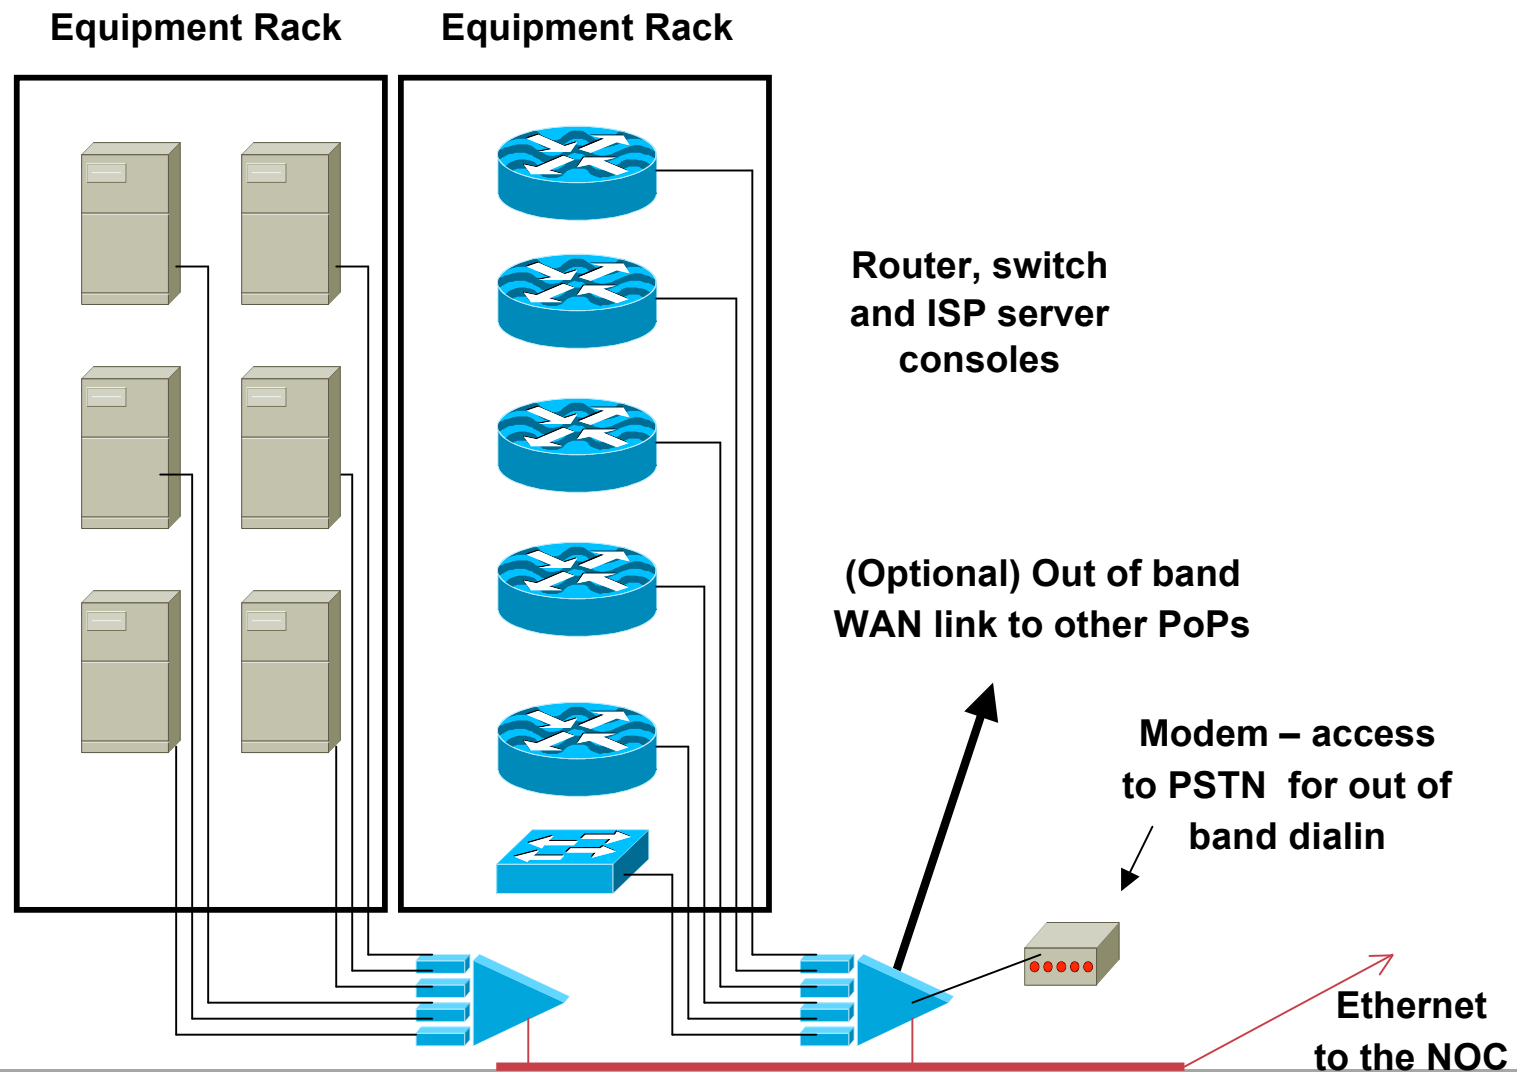 Equipment Rack
Equipment Rack
Router, switch
and ISP server
consoles
(Optional) Out of band
WAN link to other PoPs
Modem – access
to PSTN  for out of
band dialin
Ethernet
to the NOC